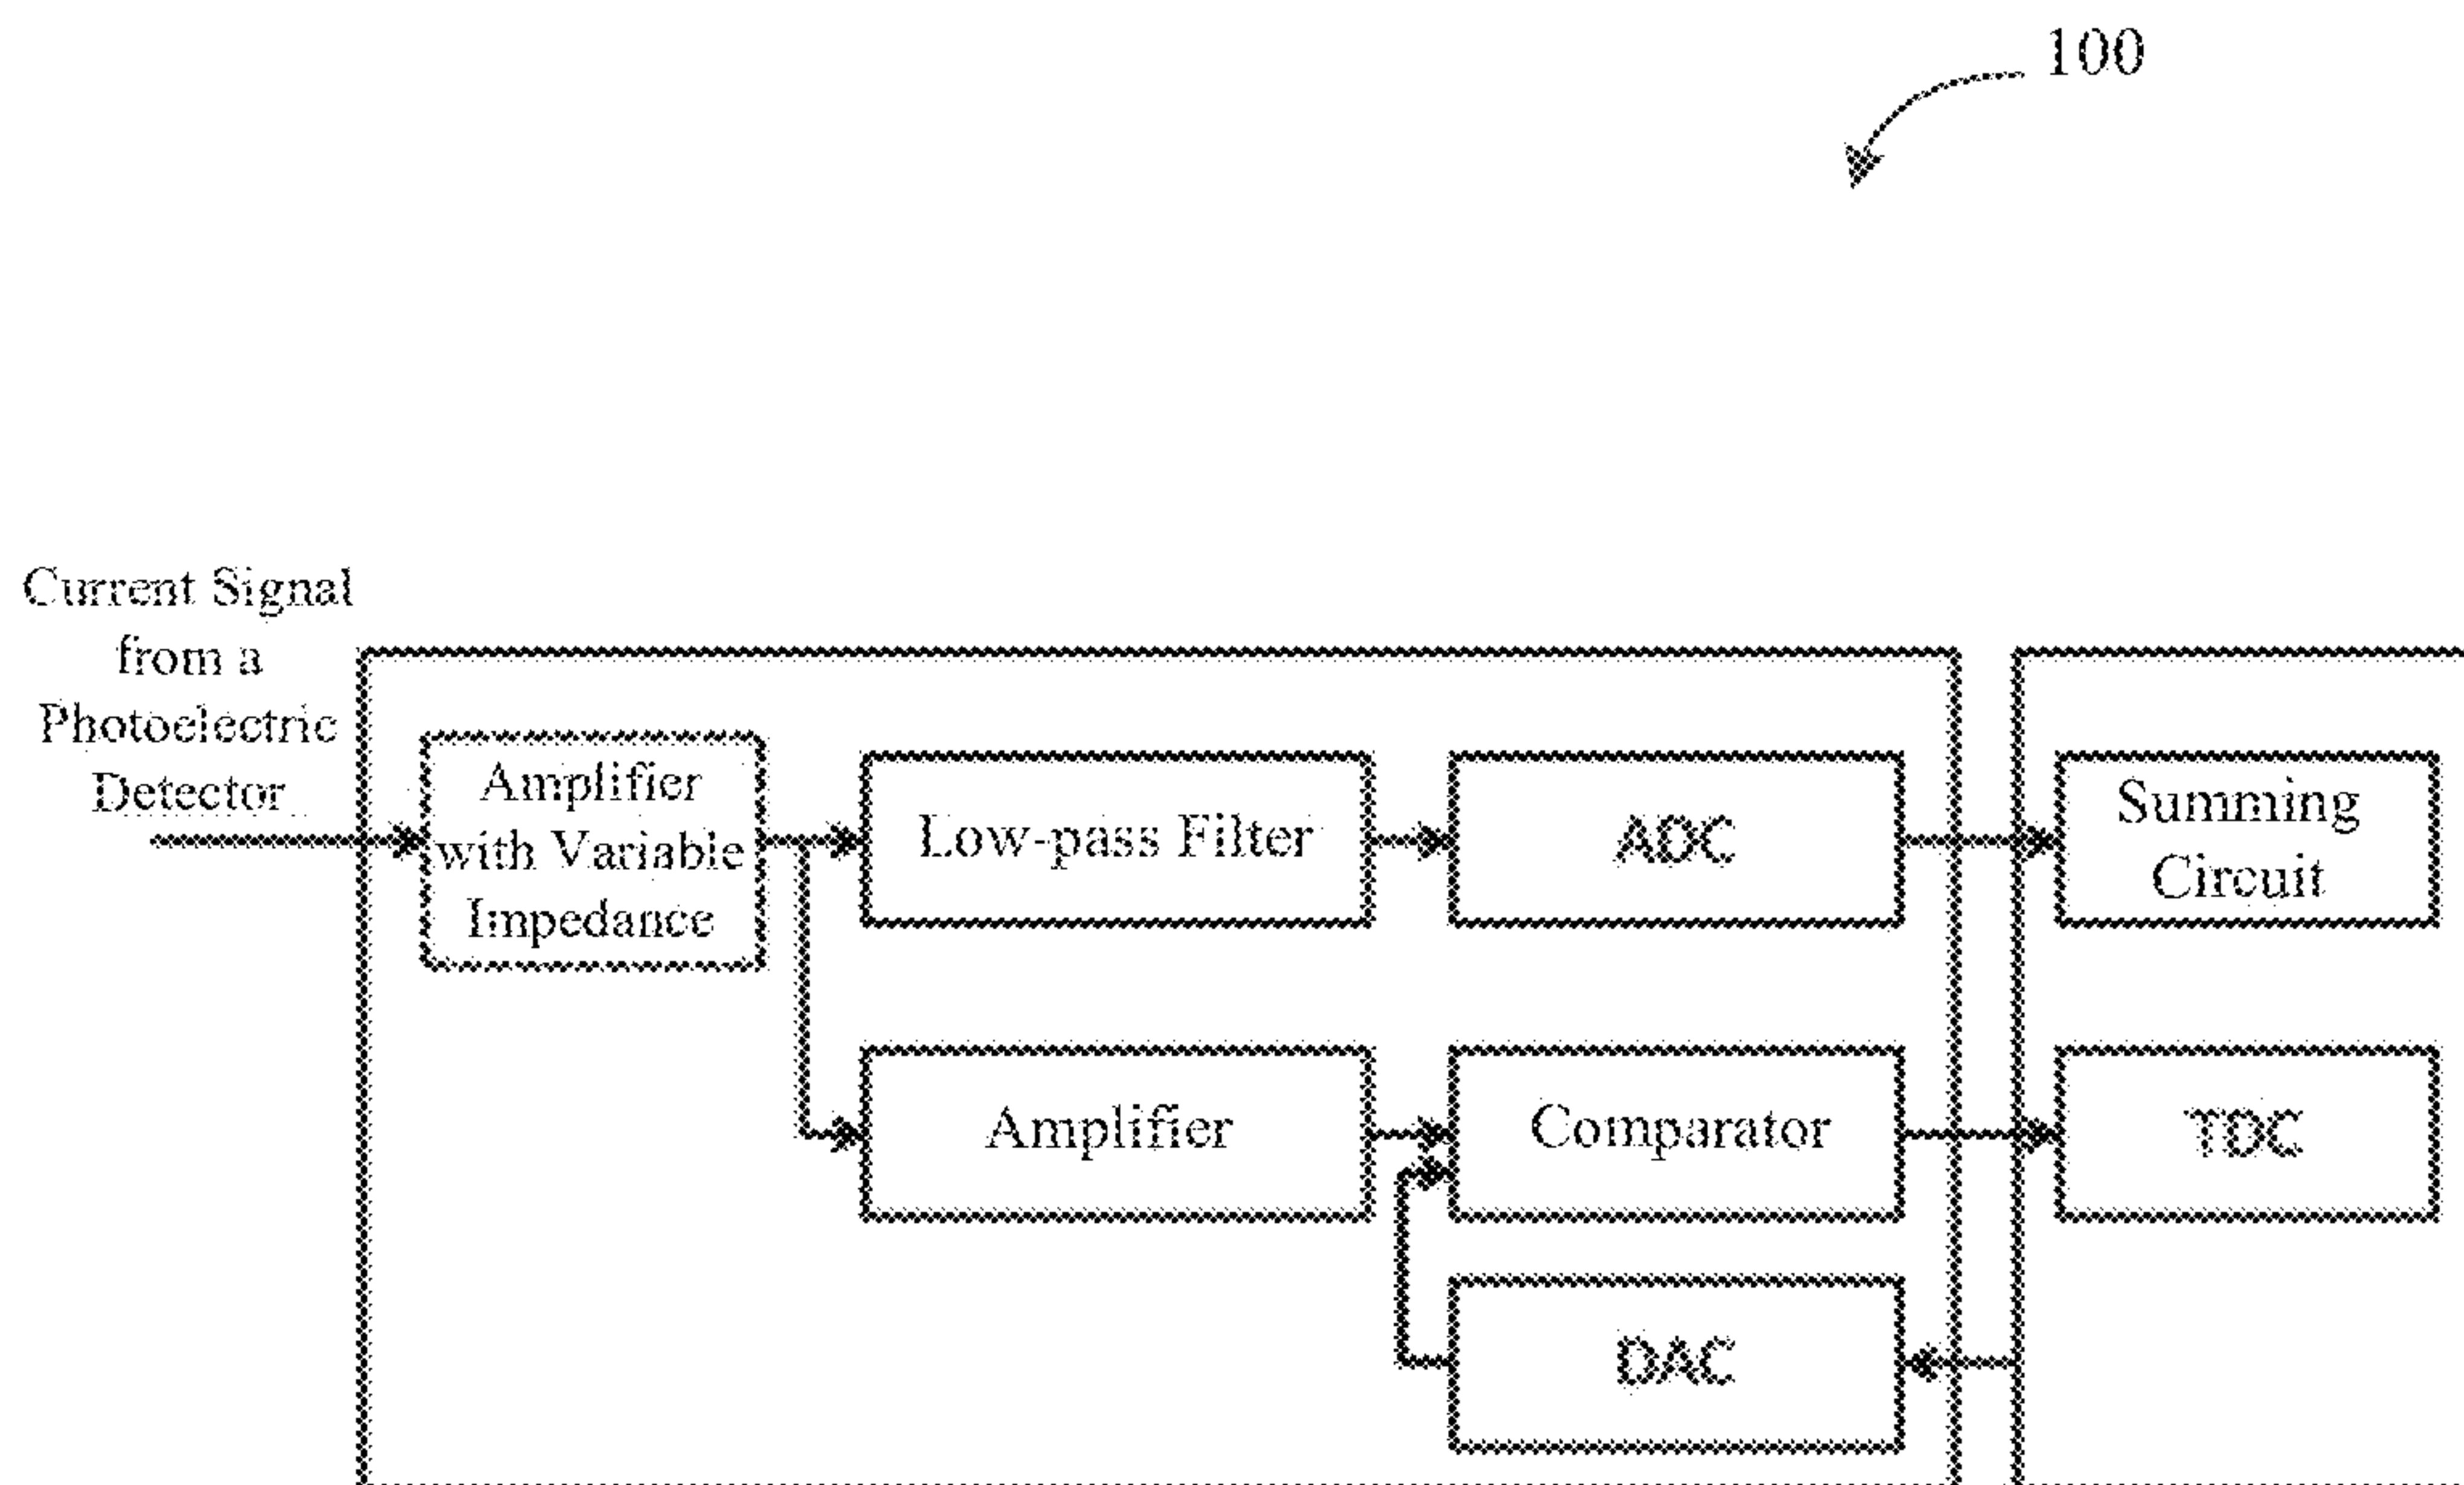 100
Current Signal
from a
Photoelectric
Detector
Amplifier
with Variable
Impedance
Low-pass Filter
ADC
Summing
Circuit
Amplifier
Comparator
TDC
DAC